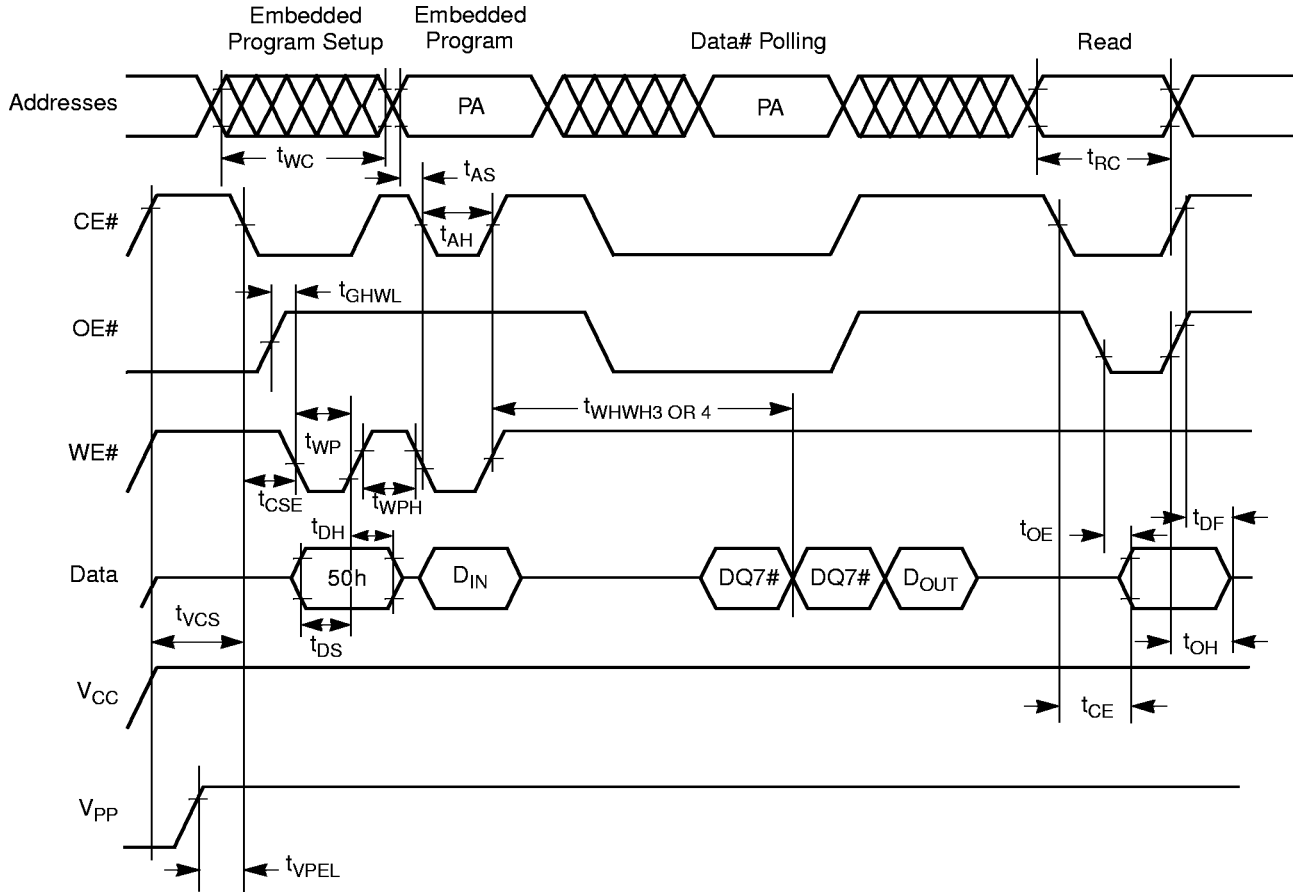 Embedded
Program Setup
Embedded
Program
Data# Polling
Read
Addresses
PA
PA
tWC
tAS
tRC
CE#
tAH
tGHWL
OE#
tWHWH3 OR 4
WE#
tWP
tCSE
tWPH
tDH
tOE
tDF
Data
50h
DIN
DQ7#
DQ7#
DOUT
tVCS
tDS
tOH
VCC
tCE
VPP
tVPEL